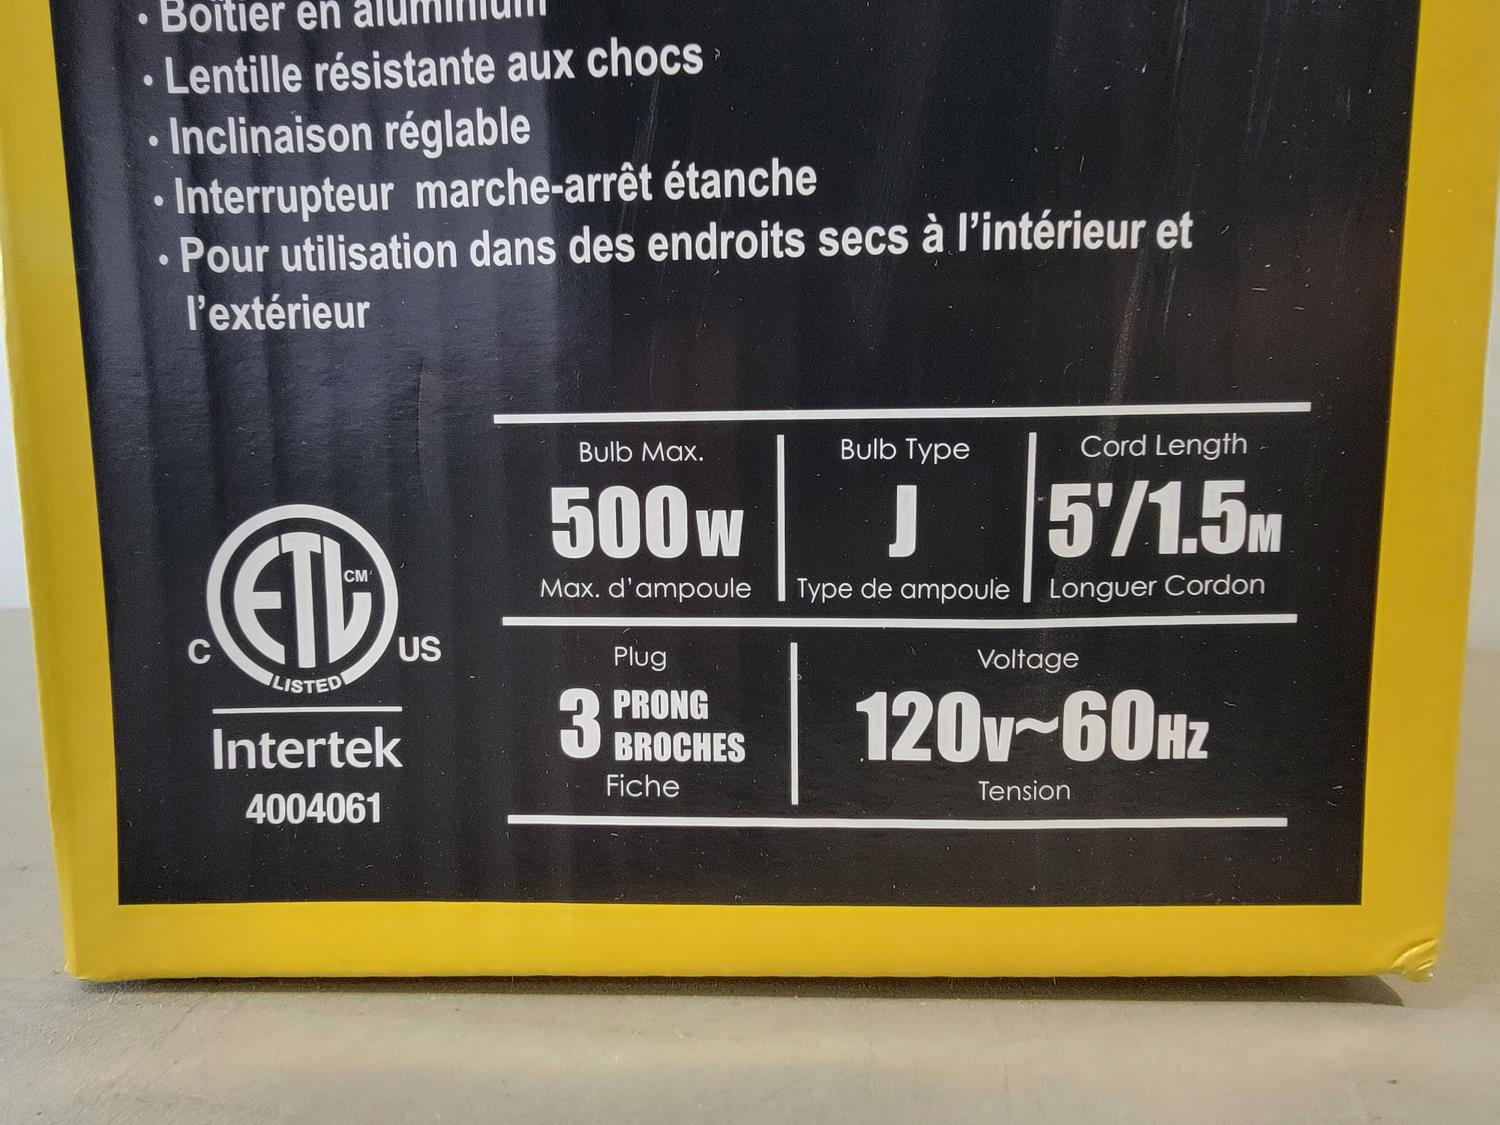 · Boîtier en aluminium
· Lentille résistante aux chocs
· Inclinaison réglable
· Interrupteur marche-arrêt étanche
· Pour utilisation dans des endroits secs à l'intérieur et
l'extérieur
Bulb Max.
500W
Max. d'ampoule
Bulb Type
J
Type de ampoule
Cord Length
5'/1.5M
Longuer Cordon
Plug
3 PRONG
BROCHES
Fiche
Voltage
120V~60Hz
Tension
ETL CM
C US
LISTED
Intertek
4004061